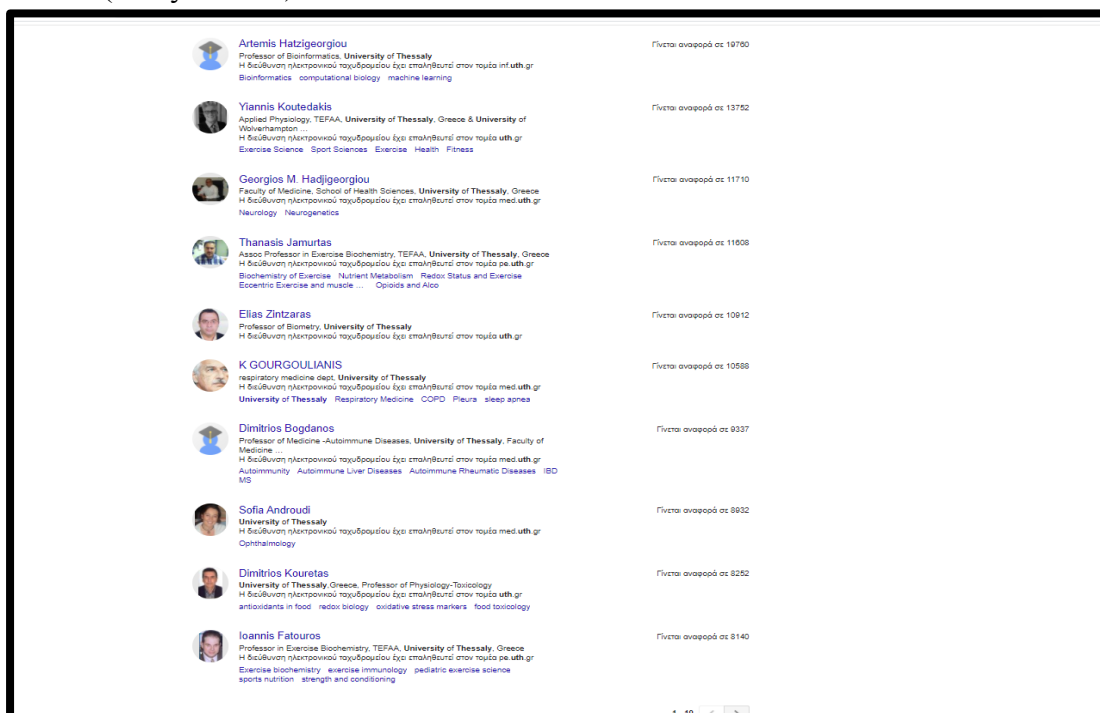 Artemis Hatzigeorgiou
Professor of Bioinformatics, University of Thessaly
Η διεύθυνση ηλεκτρονικού ταχυδρομείου έχει επαληθευτεί στον τομέα inf.uth.gr
Bioinformatics computational biology machine learning
Γίνεται αναφορά σε 19760
Yiannis Koutedakis
Applied Physiology, TEFAA, University of Thessaly, Greece & University of
Wolverhampton ...
Η διεύθυνση ηλεκτρονικού ταχυδρομείου έχει επαληθευτεί στον τομέα uth.gr
Exercise Science Sport Sciences Exercise Health Fitness
Γίνεται αναφορά σε 13752
Georgios M. Hadjigeorgiou
Faculty of Medicine, School of Health Sciences, University of Thessaly, Greece
Η διεύθυνση ηλεκτρονικού ταχυδρομείου έχει επαληθευτεί στον τομέα med.uth.gr
Neurology Neurogenetics
Γίνεται αναφορά σε 11710
Thanasis Jamurtas
Assoc Professor in Exercise Biochemistry, TEFAA, University of Thessaly, Greece
Η διεύθυνση ηλεκτρονικού ταχυδρομείου έχει επαληθευτεί στον τομέα pe.uth.gr
Biochemistry of Exercise Nutrient Metabolism Redox Status and Exercise
Eccentric Exercise and muscle ... Opioids and Alco
Γίνεται αναφορά σε 11608
Elias Zintzaras
Professor of Biometry, University of Thessaly
Η διεύθυνση ηλεκτρονικού ταχυδρομείου έχει επαληθευτεί στον τομέα uth.gr
Γίνεται αναφορά σε 10912
K GOURGOULIANIS
respiratory medicine dept, University of Thessaly
Η διεύθυνση ηλεκτρονικού ταχυδρομείου έχει επαληθευτεί στον τομέα med.uth.gr
University of Thessaly Respiratory Medicine COPD Pleura sleep apnea
Γίνεται αναφορά σε 10588
Dimitrios Bogdanos
Professor of Medicine -Autoimmune Diseases, University of Thessaly, Faculty of
Medicine ...
Η διεύθυνση ηλεκτρονικού ταχυδρομείου έχει επαληθευτεί στον τομέα med.uth.gr
Autoimmunity Autoimmune Liver Diseases Autoimmune Rheumatic Diseases IBD
MS
Γίνεται αναφορά σε 9337
Sofia Androudi
University of Thessaly
Η διεύθυνση ηλεκτρονικού ταχυδρομείου έχει επαληθευτεί στον τομέα med.uth.gr
Ophthalmology
Γίνεται αναφορά σε 8932
Dimitrios Kouretas
University of Thessaly,Greece, Professor of Physiology-Toxicology
Η διεύθυνση ηλεκτρονικού ταχυδρομείου έχει επαληθευτεί στον τομέα uth.gr
antioxidants in food redox biology oxidative stress markers food toxicology
Γίνεται αναφορά σε 8252
Ioannis Fatouros
Professor in Exercise Biochemistry, TEFAA, University of Thessaly, Greece
Η διεύθυνση ηλεκτρονικού ταχυδρομείου έχει επαληθευτεί στον τομέα pe.uth.gr
Exercise biochemistry exercise immunology pediatric exercise science
sports nutrition strength and conditioning
Γίνεται αναφορά σε 8140